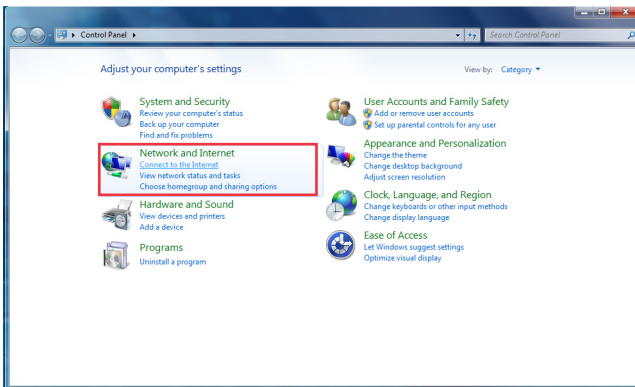 Control Panel
Search Control Panel
Adjust your computer's settings
View by: Category
System and Security
Review your computer's status
Back up your computer
Find and fix problems
Network and Internet
Connect to the Internet
View network status and tasks
Choose homegroup and sharing options
Hardware and Sound
View devices and printers
Add a device
Programs
Uninstall a program
User Accounts and Family Safety
Add or remove user accounts
Set up parental controls for any user
Appearance and Personalization
Change the theme
Change desktop background
Adjust screen resolution
Clock, Language, and Region
Change keyboards or other input methods
Change display language
Ease of Access
Let Windows suggest settings
Optimize visual display